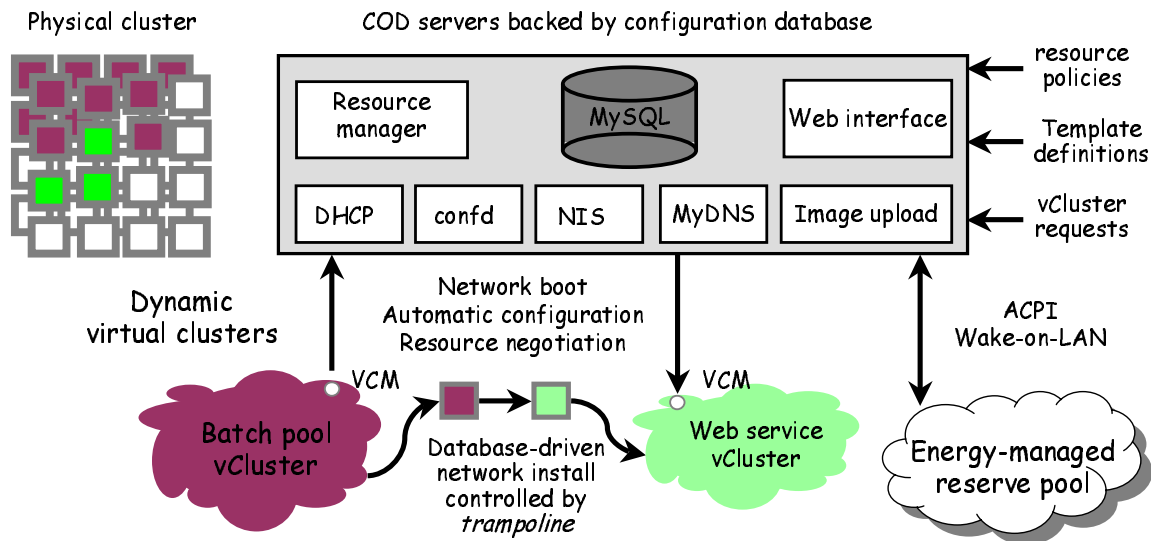 Physical cluster
COD servers backed by configuration database
resource
policies
Resource
manager
MySQL
Web interface
Template
definitions
DHCP
confd
NIS
MyDNS
Image upload
vCluster
requests
Dynamic
virtual clusters
Network boot
Automatic configuration
Resource negotiation
ACPI
Wake-on-LAN
VCM
VCM
Batch pool
vCluster
Database-driven
network install
controlled by
trampoline
Web service
vCluster
Energy-managed
reserve pool